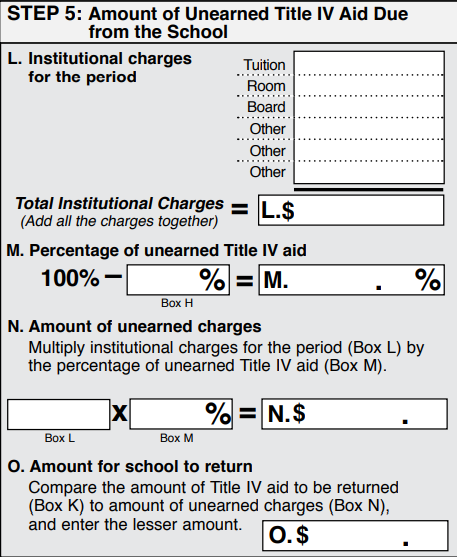 STEP 5: Amount of Unearned Title IV Aid Due
from the School
L. Institutional charges
for the period
Tuition
Room
Board
Other
Other
Other
Total Institutional Charges = L.$
(Add all the charges together)
M. Percentage of unearned Title IV aid
100% – % = M. . %
Box H
N. Amount of unearned charges
Multiply institutional charges for the period (Box L) by
the percentage of unearned Title IV aid (Box M).
X % = N.$ .
Box L Box M
O. Amount for school to return
Compare the amount of Title IV aid to be returned
(Box K) to amount of unearned charges (Box N),
and enter the lesser amount. O.$ .